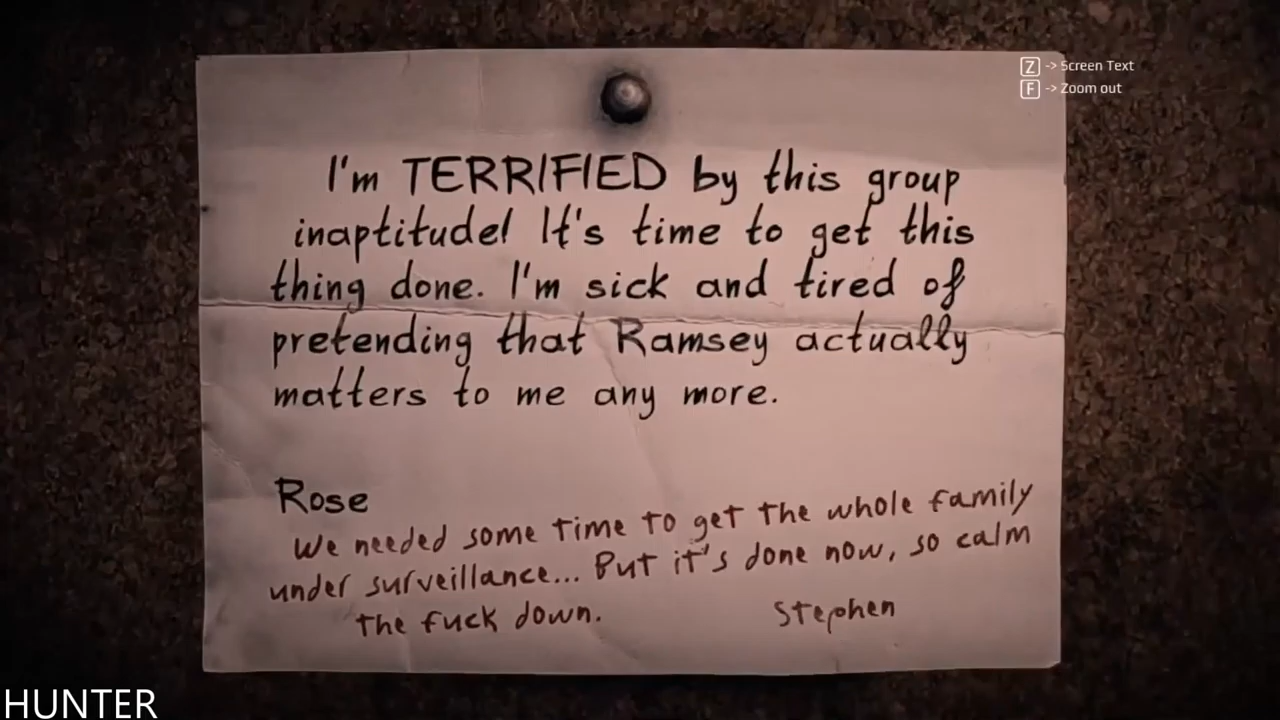 Z -> Screen Text
F -> Zoom out
I'm TERRIFIED by this group
inaptitude! It's time to get this
thing done. I'm sick and tired of
pretending that Ramsey actually
matters to me any more.
Rose
We needed some time to get the whole family
under surveillance... But it's done now, so calm
the fuck down.
Stephen
HUNTER